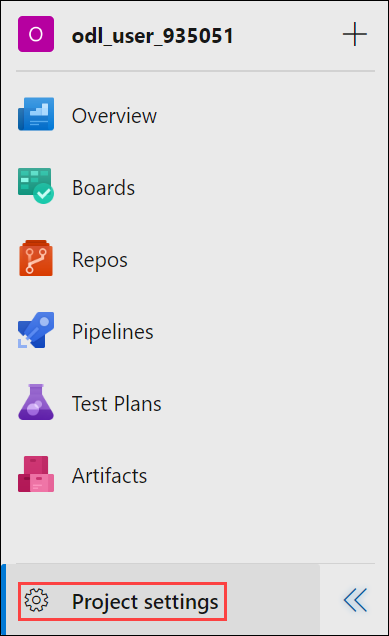 O odl_user_935051
Overview
Boards
Repos
Pipelines
Test Plans
Artifacts
Project settings